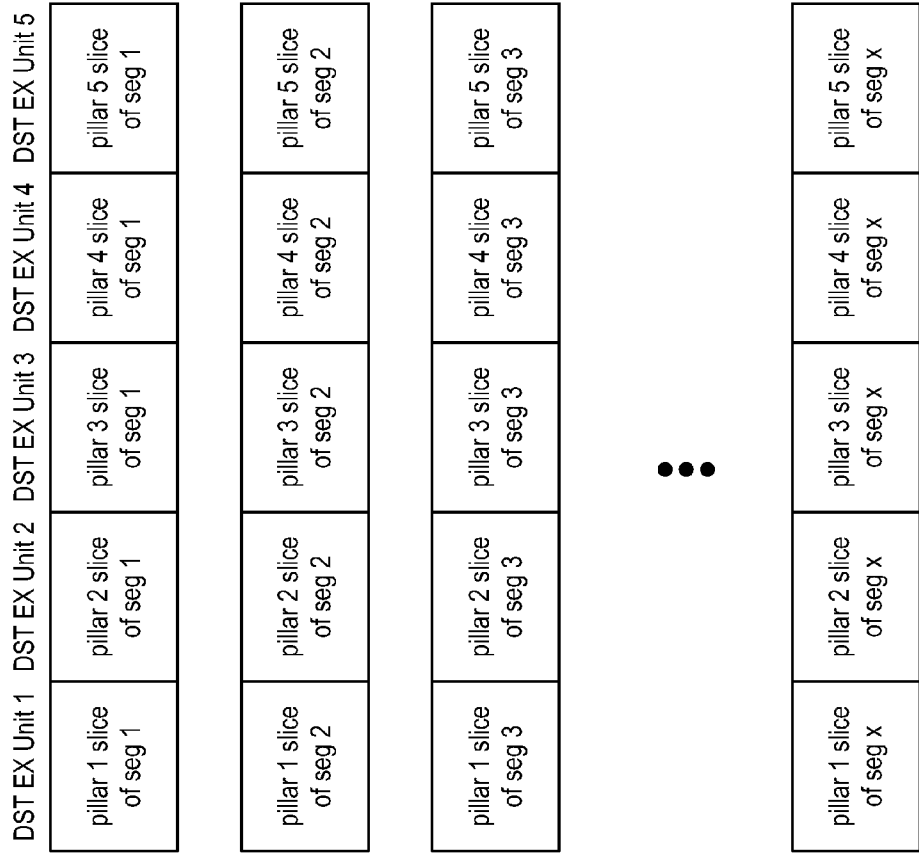 DST EX Unit 1
DST EX Unit 2
DST EX Unit 3
DST EX Unit 4
DST EX Unit 5
pillar 1 slice
of seg 1
pillar 2 slice
of seg 1
pillar 3 slice
of seg 1
pillar 4 slice
of seg 1
pillar 5 slice
of seg 1
pillar 1 slice
of seg 2
pillar 2 slice
of seg 2
pillar 3 slice
of seg 2
pillar 4 slice
of seg 2
pillar 5 slice
of seg 2
pillar 1 slice
of seg 3
pillar 2 slice
of seg 3
pillar 3 slice
of seg 3
pillar 4 slice
of seg 3
pillar 5 slice
of seg 3
pillar 1 slice
of seg x
pillar 2 slice
of seg x
pillar 3 slice
of seg x
pillar 4 slice
of seg x
pillar 5 slice
of seg x